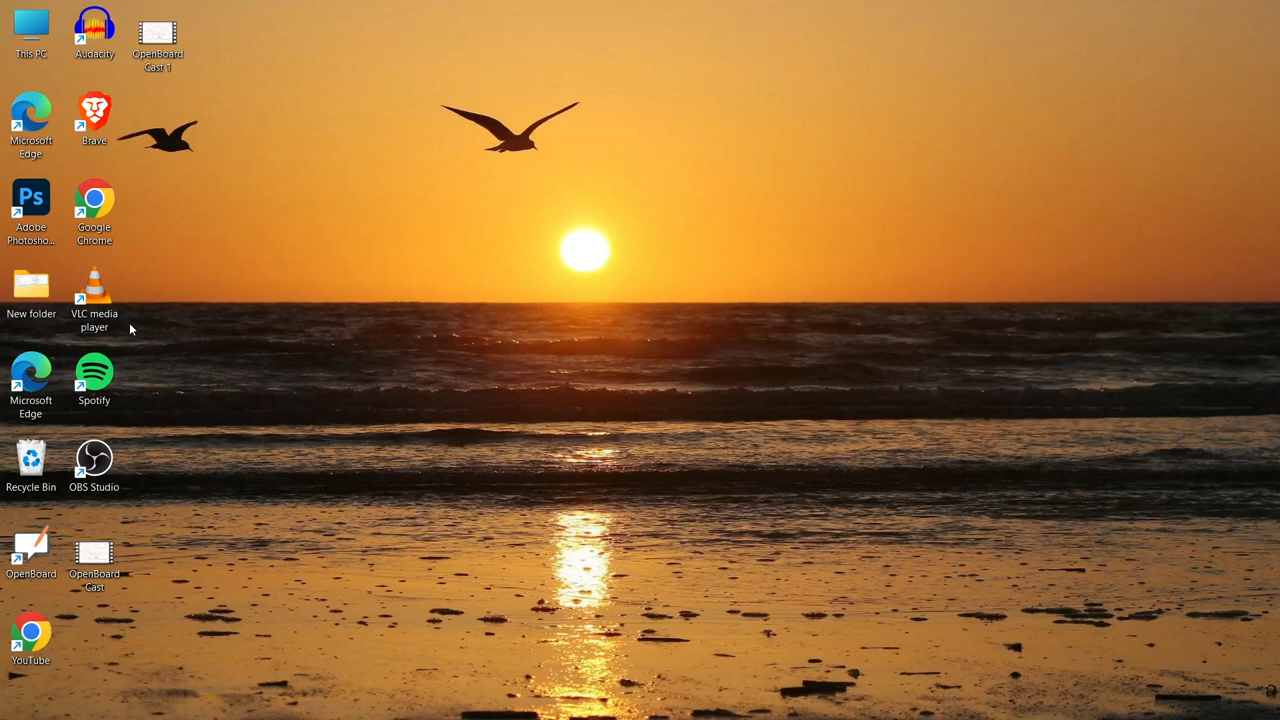 This PC
Audacity
OpenBoard
Cast 1
Microsoft
Edge
Brave
Ps
Adobe
Photosho...
Google
Chrome
New folder
VLC media
player
Microsoft
Edge
Spotify
Recycle Bin
OBS Studio
OpenBoard
OpenBoard
Cast
YouTube